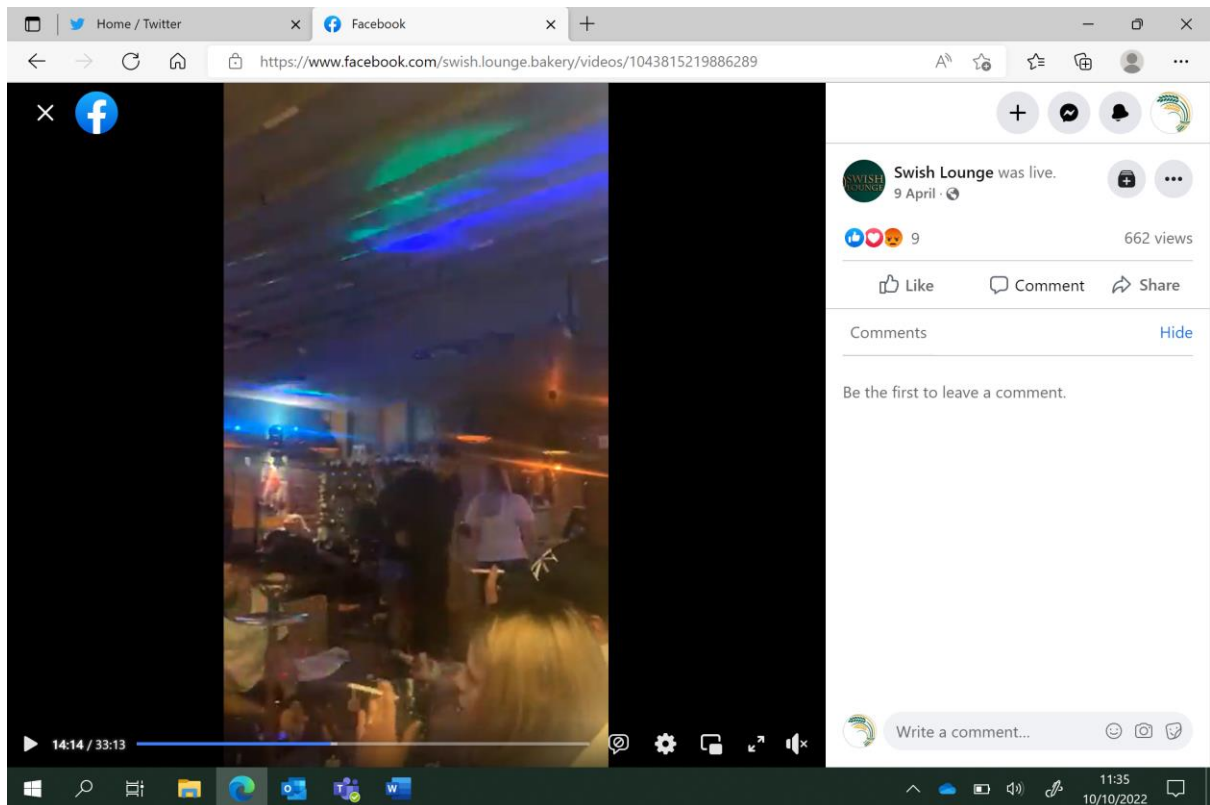 Home / Twitter
Facebook
https://www.facebook.com/swish.lounge.bakery/videos/1043815219886289
Swish Lounge was live.
SWISH
LOUNGE
9 April ·
9
662 views
Like
Comment
Share
Comments
Hide
Be the first to leave a comment.
14:14 / 33:13
Write a comment...
11:35
10/10/2022